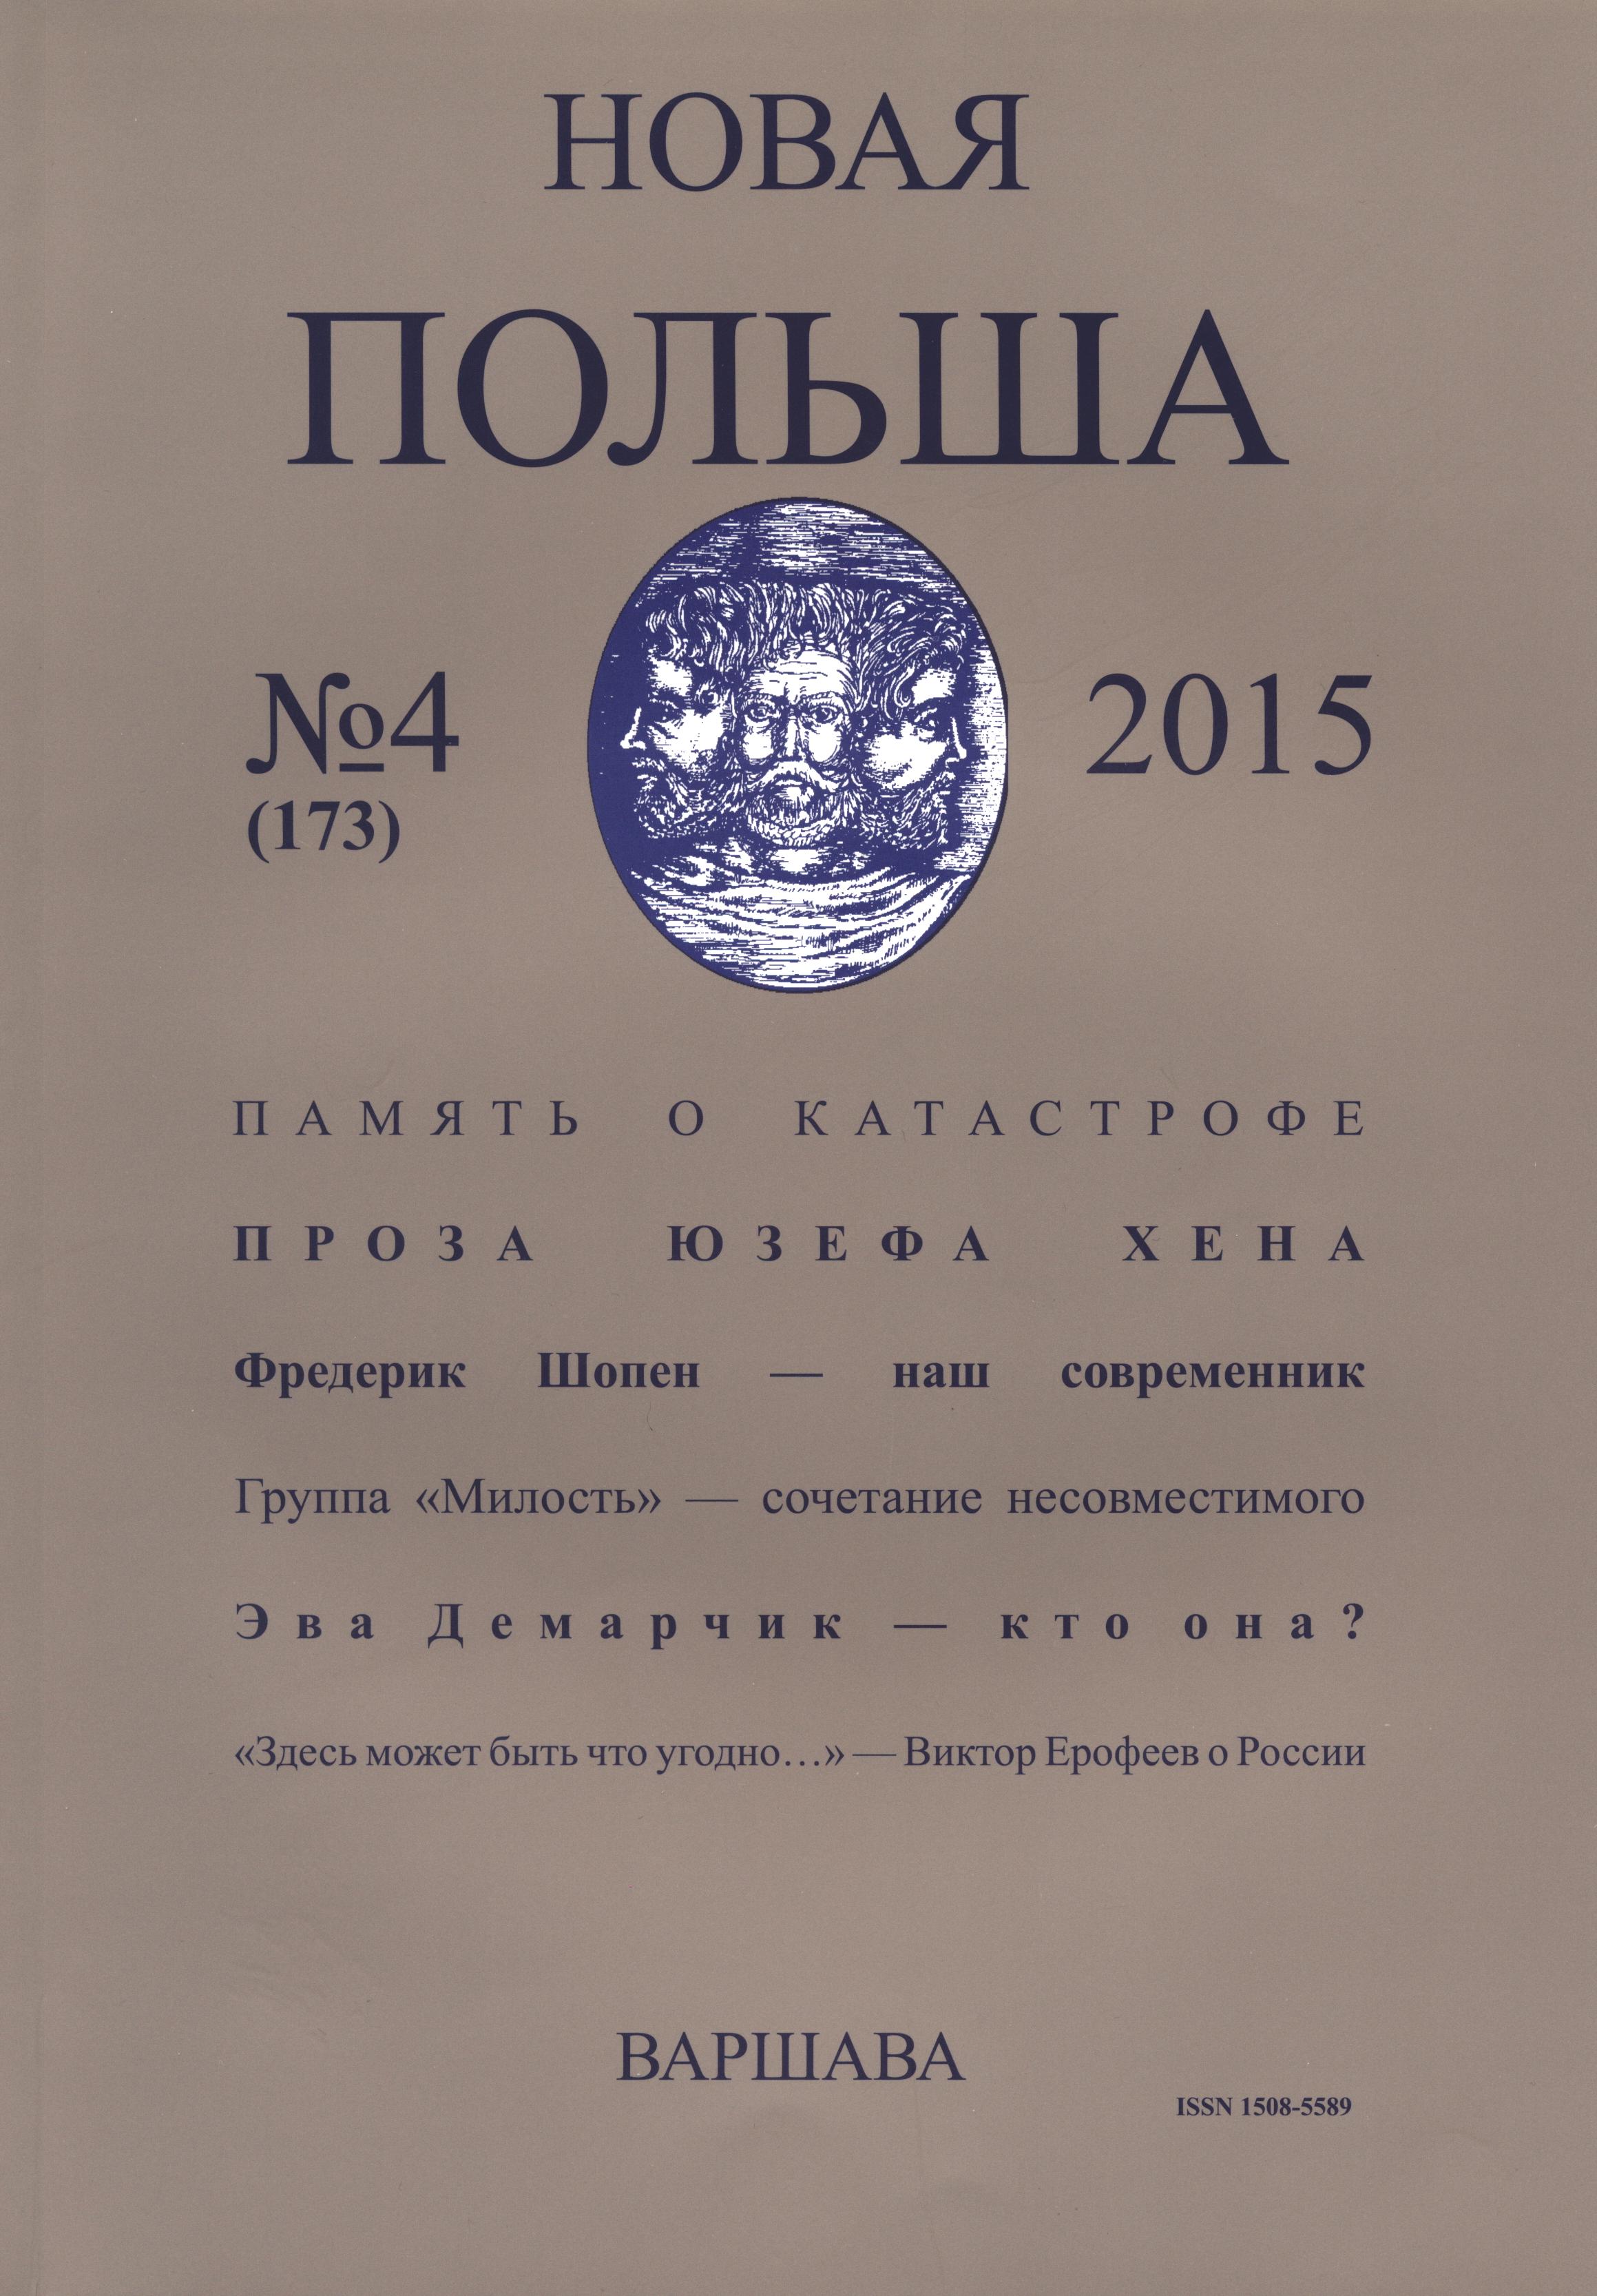 НОВАЯ
ПОЛЬША
№4
(173)
2015
ПАМЯТЬ О КАТАСТРОФЕ
ПРОЗА ЮЗЕФА ХЕНА
Фредерик Шопен — наш современник
Группа «Милость» — сочетание несовместимого
Эва Демарчик — кто она?
«Здесь может быть что угодно...» — Виктор Ерофеев о России
ВАРШАВА
ISSN 1508-5589